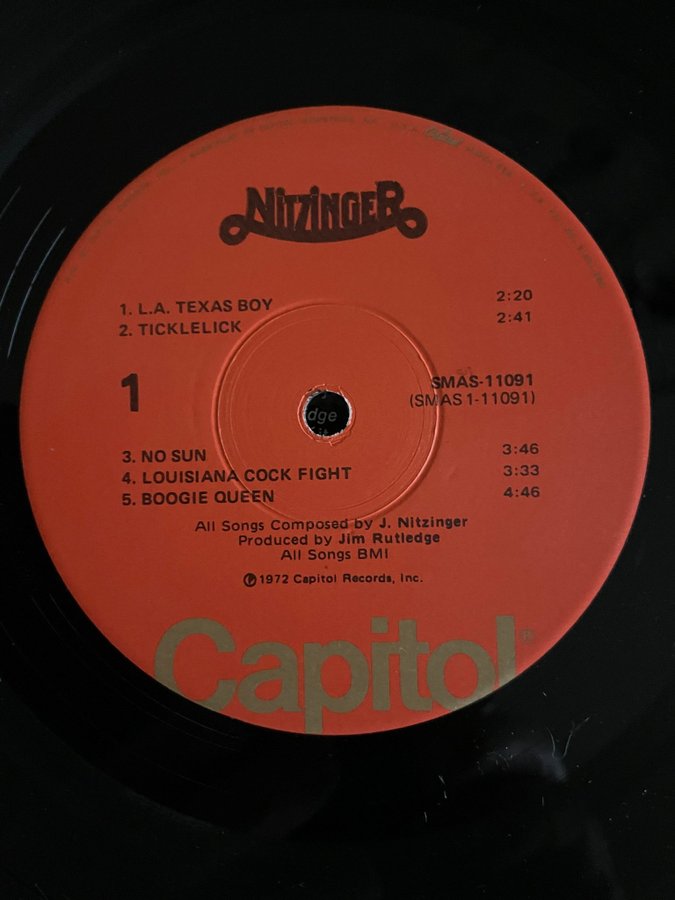 NITZINGER
1. L.A. TEXAS BOY 2:20
2. TICKLELICK 2:41
1
SMAS-11091
(SMAS 1-11091)
dge
3. NO SUN 3:46
4. LOUISIANA COCK FIGHT 3:33
5. BOOGIE QUEEN 4:46
All Songs Composed by J. Nitzinger
Produced by Jim Rutledge
All Songs BMI
℗1972 Capitol Records, Inc.
Capitol®